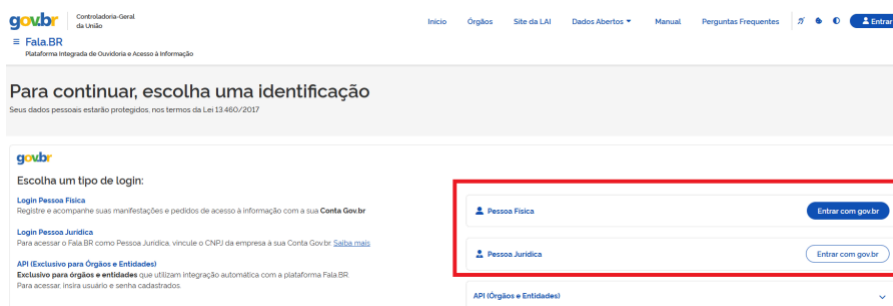 gov.br
Controladoria-Geral
da União
Início Órgãos Site da LAI Dados Abertos Manual Perguntas Frequentes Entrar
Fala.BR
Plataforma Integrada de Ouvidoria e Acesso à Informação
Para continuar, escolha uma identificação
Seus dados pessoais estarão protegidos, nos termos da Lei 13.460/2017
gov.br
Escolha um tipo de login:
Login Pessoa Física
Registre e acompanhe suas manifestações e pedidos de acesso à informação com a sua Conta Gov.br
Login Pessoa Jurídica
Para acessar o Fala.BR como Pessoa Jurídica, vincule o CNPJ da empresa à sua Conta Gov.br. Saiba mais
API (Exclusivo para Órgãos e Entidades)
Exclusivo para órgãos e entidades que utilizam integração automática com a plataforma Fala.BR.
Para acessar, insira usuário e senha cadastrados.
Pessoa Física Entrar com gov.br
Pessoa Jurídica Entrar com gov.br
API (Órgãos e Entidades)